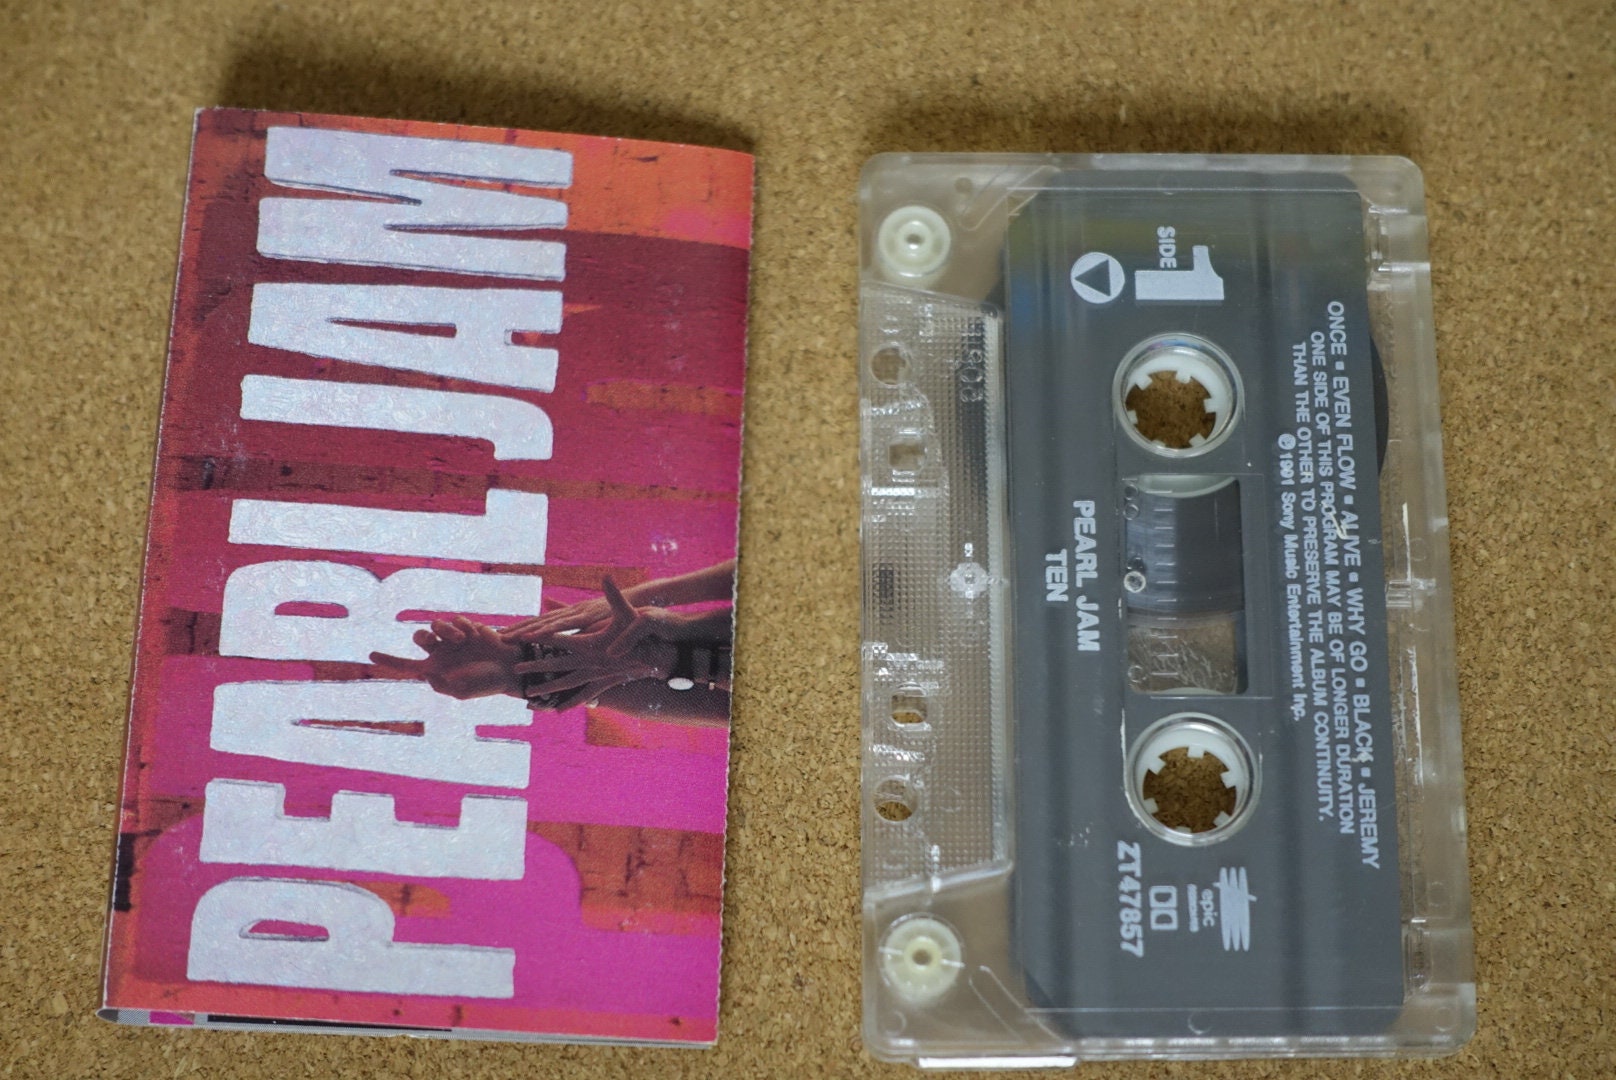 PEARL JAM
SIDE 1
ONCE ▪ EVEN FLOW ▪ ALIVE ▪ WHY GO ▪ BLACK ▪ JEREMY
ONE SIDE OF THIS PROGRAM MAY BE OF LONGER DURATION
THAN THE OTHER TO PRESERVE THE ALBUM CONTINUITY.
℗ 1991 Sony Music Entertainment Inc.
PEARL JAM
TEN
epic
ZT47857